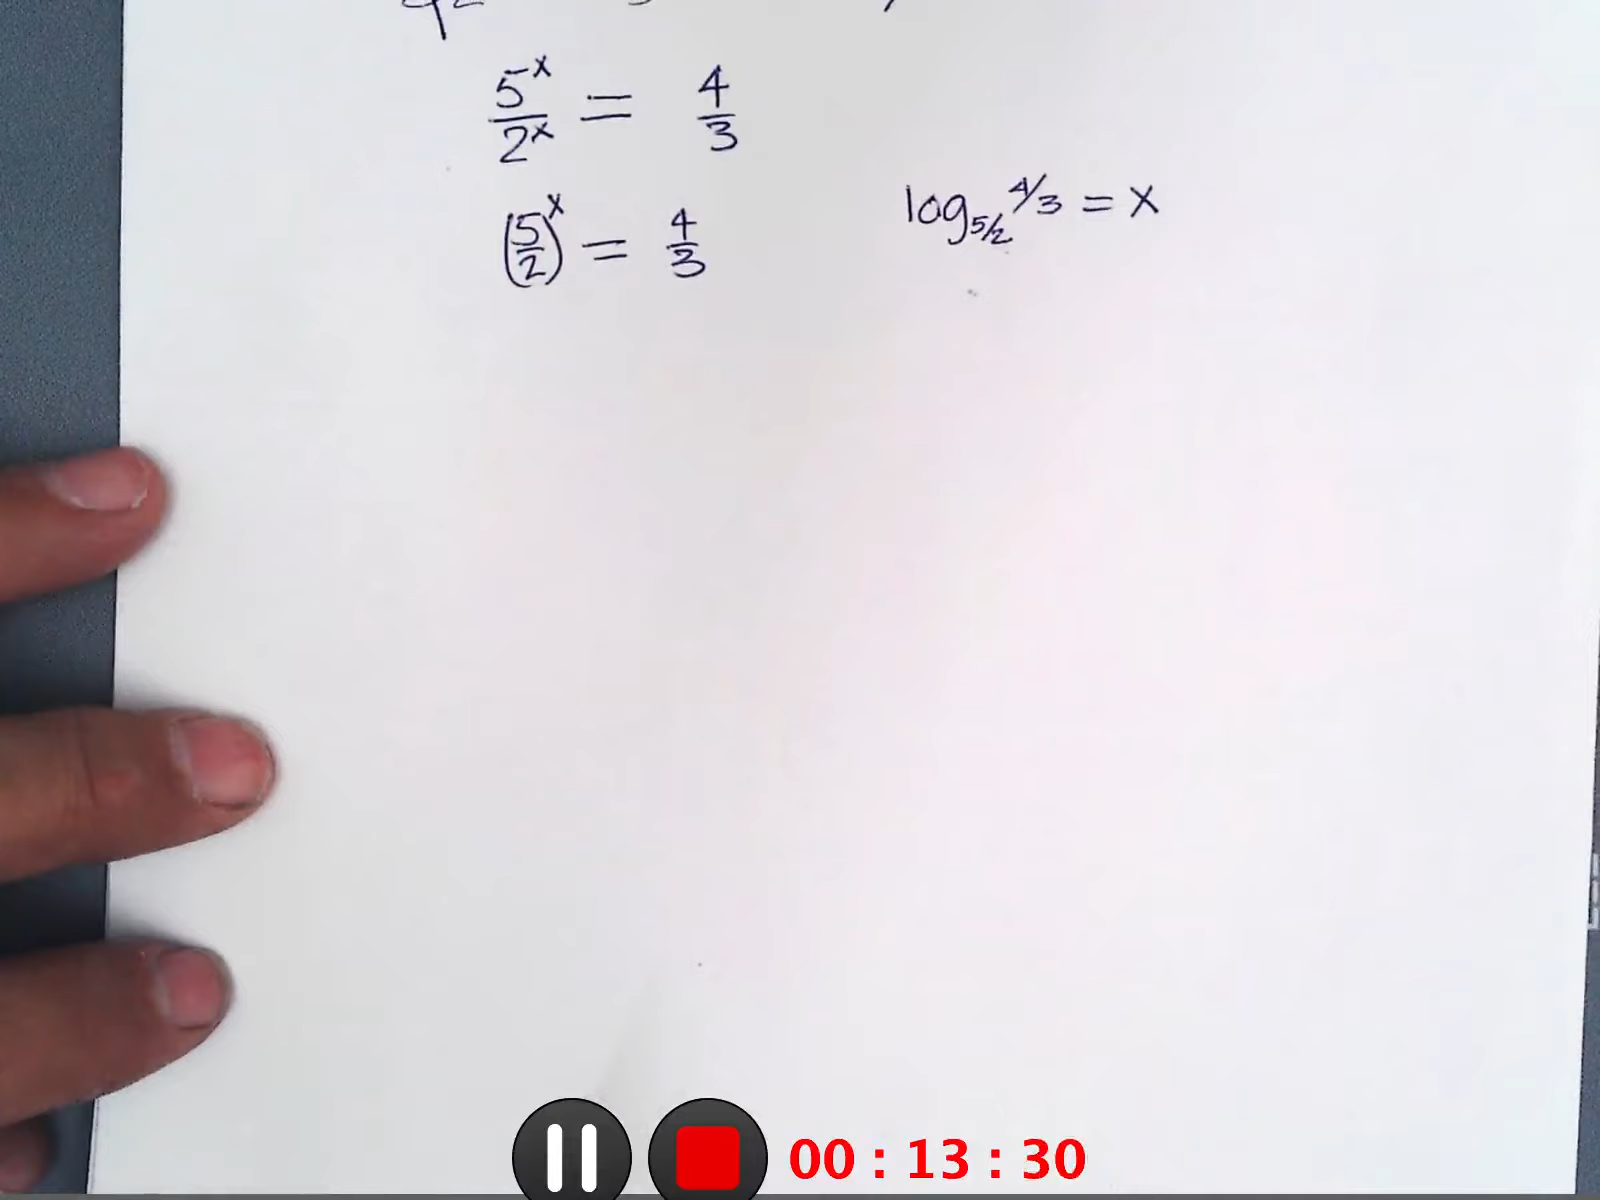 5^x / 2^x = 4/3
(5/2)^x = 4/3
log_{5/2} 4/3 = x
00 : 13 : 30